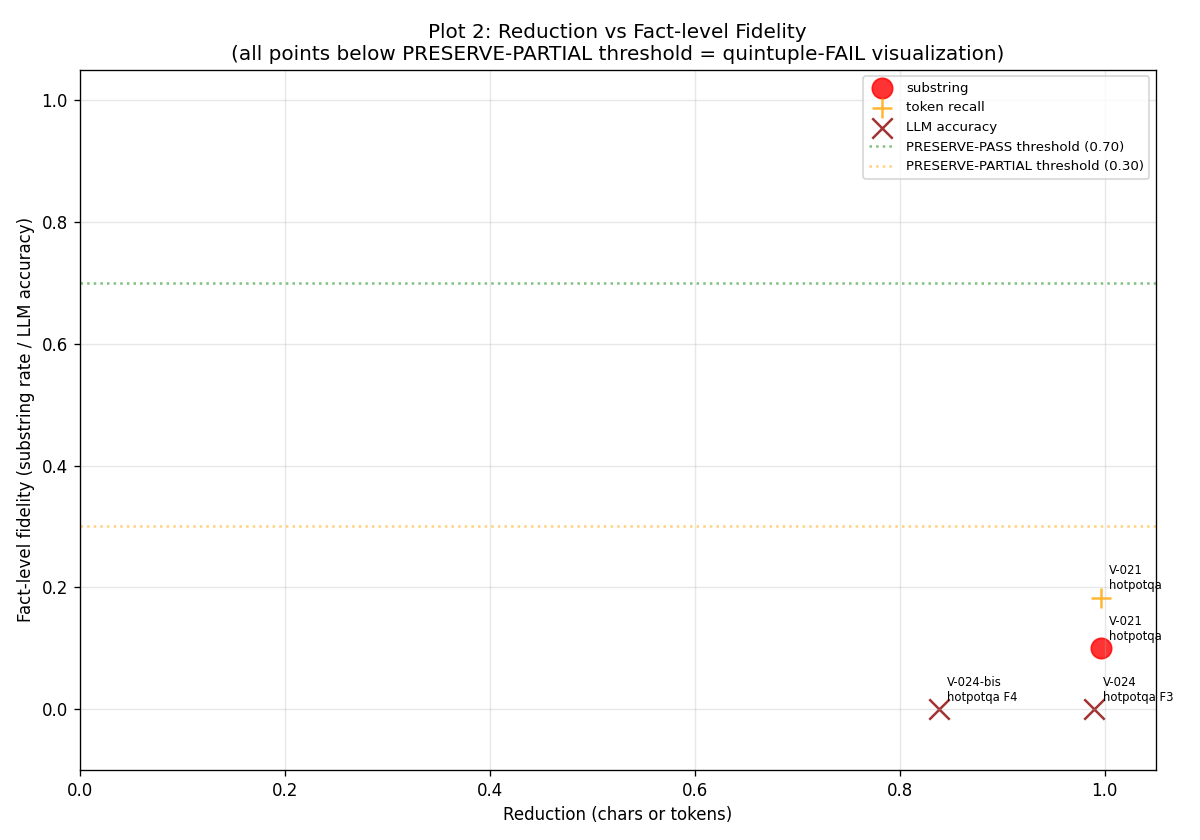 Plot 2: Reduction vs Fact-level Fidelity
(all points below PRESERVE-PARTIAL threshold = quintuple-FAIL visualization)
substring
token recall
LLM accuracy
PRESERVE-PASS threshold (0.70)
PRESERVE-PARTIAL threshold (0.30)
Fact-level fidelity (substring rate / LLM accuracy)
1.0
0.8
0.6
0.4
0.2
0.0
V-021
hotpotqa
V-021
hotpotqa
V-024-bis
hotpotqa F4
V-024
hotpotqa F3
0.0
0.2
0.4
0.6
0.8
1.0
Reduction (chars or tokens)